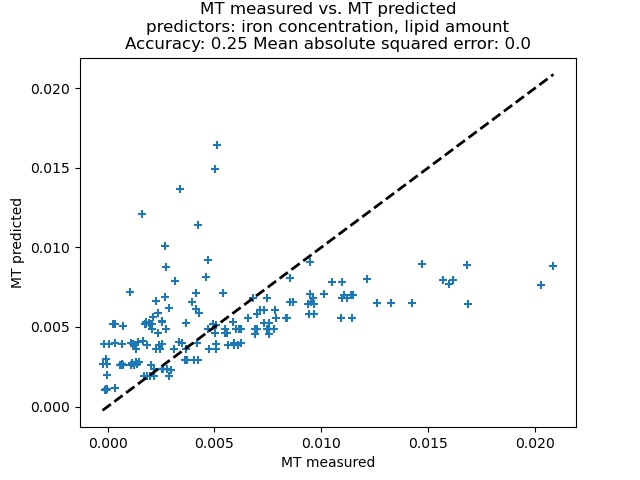 MT measured vs. MT predicted
predictors: iron concentration, lipid amount
Accuracy: 0.25 Mean absolute squared error: 0.0
0.020
0.015
0.010
0.005
0.000
MT predicted
0.000 0.005 0.010 0.015 0.020
MT measured